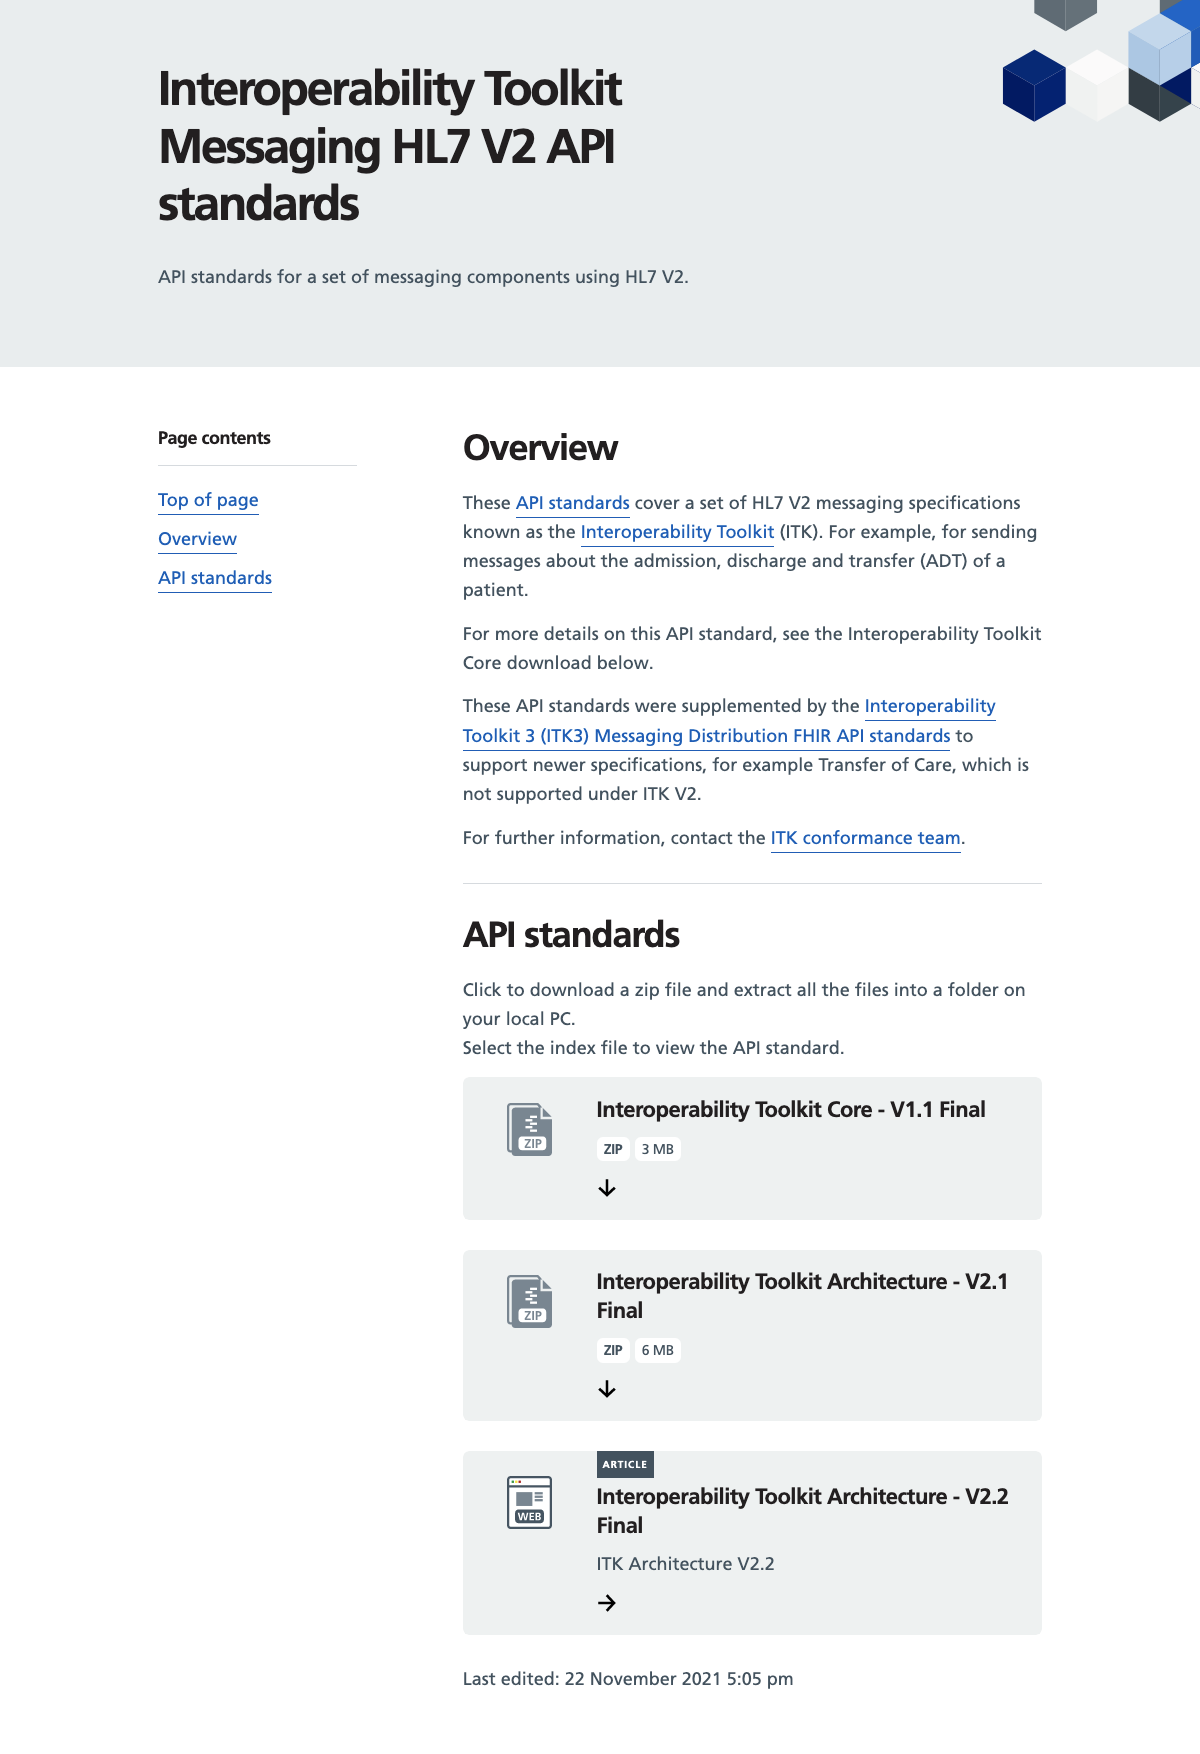 Interoperability Toolkit
Messaging HL7 V2 API
standards
API standards for a set of messaging components using HL7 V2.
Page contents
Top of page
Overview
API standards
Overview
These API standards cover a set of HL7 V2 messaging specifications
known as the Interoperability Toolkit (ITK). For example, for sending
messages about the admission, discharge and transfer (ADT) of a
patient.
For more details on this API standard, see the Interoperability Toolkit
Core download below.
These API standards were supplemented by the Interoperability
Toolkit 3 (ITK3) Messaging Distribution FHIR API standards to
support newer specifications, for example Transfer of Care, which is
not supported under ITK V2.
For further information, contact the ITK conformance team.
API standards
Click to download a zip file and extract all the files into a folder on
your local PC.
Select the index file to view the API standard.
ZIP
Interoperability Toolkit Core - V1.1 Final
ZIP 3 MB
ZIP
Interoperability Toolkit Architecture - V2.1
Final
ZIP 6 MB
ARTICLE
WEB
Interoperability Toolkit Architecture - V2.2
Final
ITK Architecture V2.2
Last edited: 22 November 2021 5:05 pm